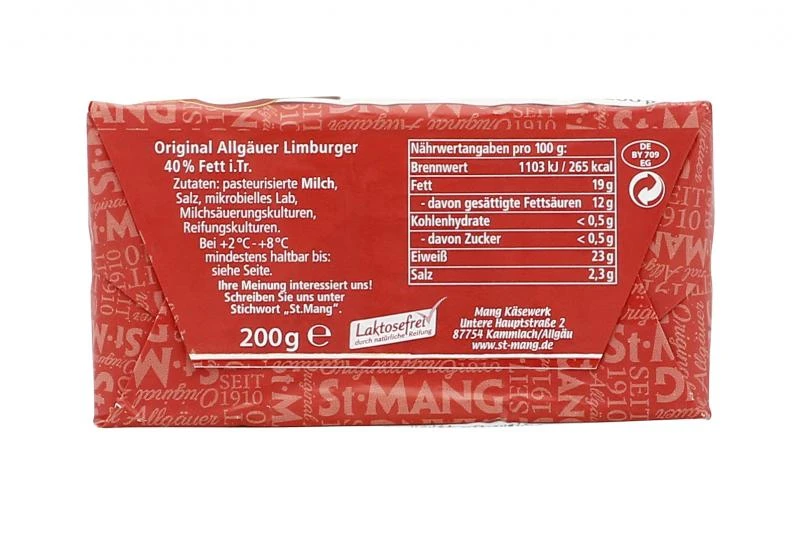 Original Allgäuer Limburger
40% Fett i.Tr.
Zutaten: pasteurisierte Milch,
Salz, mikrobielles Lab,
Milchsäuerungskulturen,
Reifungskulturen.
Bei +2°C-+8°C
mindestens haltbar bis:
siehe Seite.
Ihre Meinung interessiert uns!
Schreiben Sie uns unter
Stichwort „St.Mang“.
200g ℮
Laktosefrei
durch natürliche Reifung
Nährwertangaben pro 100 g:
Brennwert 1103 kJ / 265 kcal
Fett 19 g
- davon gesättigte Fettsäuren 12 g
Kohlenhydrate < 0,5 g
- davon Zucker < 0,5 g
Eiweiß 23 g
Salz 2,3 g
DE
BY 709
EG
Mang Käsewerk
Untere Hauptstraße 2
87754 Kammlach/Allgäu
www.st-mang.de
SEIT
1910
St·MANG
Original
Allgäuer